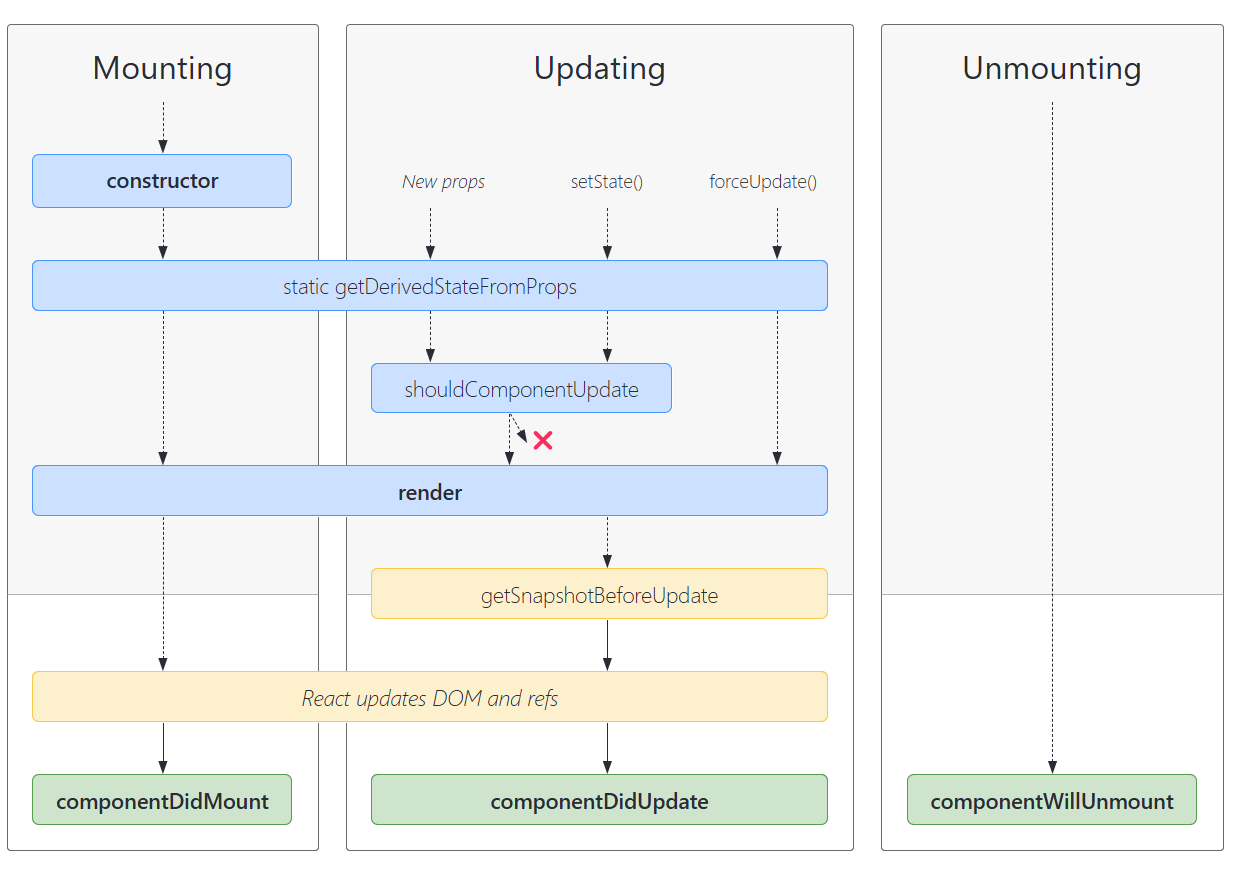 Mounting
Updating
Unmounting
constructor
New props
setState()
forceUpdate()
static getDerivedStateFromProps
shouldComponentUpdate
render
getSnapshotBeforeUpdate
React updates DOM and refs
componentDidMount
componentDidUpdate
componentWillUnmount